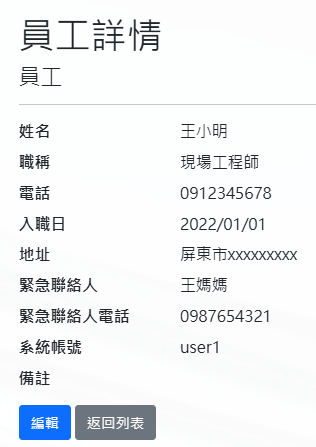 員工詳情
員工
姓名 王小明
職稱 現場工程師
電話 0912345678
入職日 2022/01/01
地址 屏東市xxxxxxxxx
緊急聯絡人 王媽媽
緊急聯絡人電話 0987654321
系統帳號 user1
備註
編輯 返回列表